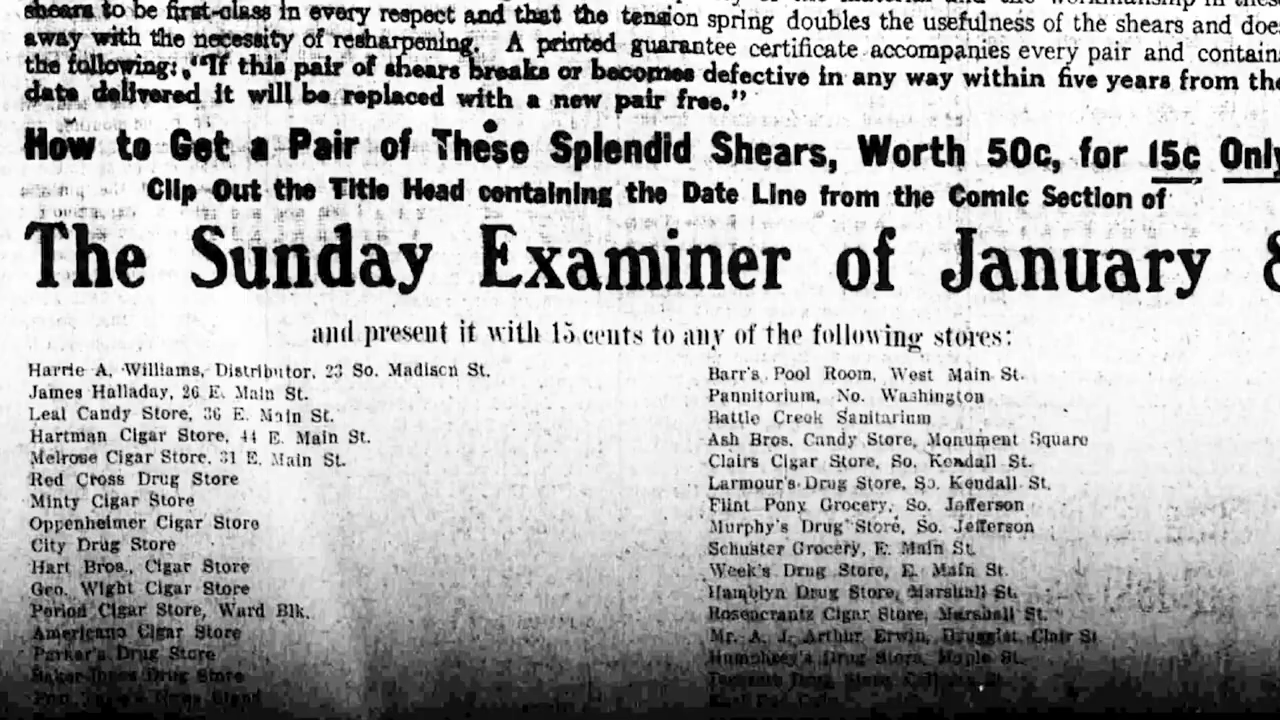 shears to be first-class in every respect and that the tension spring doubles the usefulness of the shears and doe
away with the necessity of resharpening. A printed guarantee certificate accompanies every pair and contain
the following: "If this pair of shears breaks or becomes defective in any way within five years from the
date delivered it will be replaced with a new pair free."
How to Get a Pair of These Splendid Shears, Worth 50c, for 15c Only
Clip Out the Title Head containing the Date Line from the Comic Section of
The Sunday Examiner of January 8
and present it with 15 cents to any of the following stores:
Harrie A. Williams, Distributor, 23 So. Madison St.
James Halladay, 26 E. Main St.
Leal Candy Store, 36 E. Main St.
Hartman Cigar Store, 44 E. Main St.
Melrose Cigar Store, 31 E. Main St.
Red Cross Drug Store
Minty Cigar Store
Oppenheimer Cigar Store
City Drug Store
Hart Bros., Cigar Store
Geo. Wight Cigar Store
Period Cigar Store, Ward Blk.
Americano Cigar Store
Parker's Drug Store
Drug Store
Barr's Pool Room, West Main St.
Pannitorium, No. Washington
Battle Creek Sanitarium
Ash Bros. Candy Store, Monument Square
Clairs Cigar Store, So. Kendall St.
Larmour's Drug Store, So. Kendall St.
Flint Pony Grocery, So. Jefferson
Murphy's Drug Store, So. Jefferson
Schuster Grocery, E. Main St.
Week's Drug Store, E. Main St.
Hamblyn Drug Store, Marshall St.
Rosencrantz Cigar Store, Marshall St.
Mr. A. J. Arthur Erwin, Druggist, Clair St
Humphrey's Drug Store, Maple St.